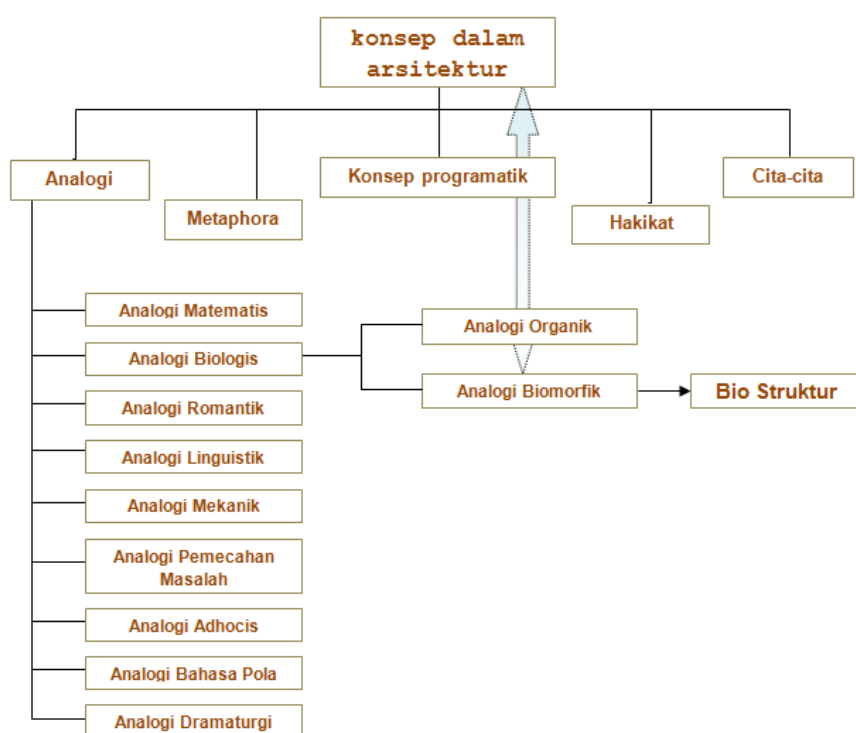 konsep dalam
arsitektur
Analogi
Metaphora
Konsep programatik
Hakikat
Cita-cita
Analogi Matematis
Analogi Biologis
Analogi Romantik
Analogi Linguistik
Analogi Mekanik
Analogi Pemecahan
Masalah
Analogi Adhocis
Analogi Bahasa Pola
Analogi Dramaturgi
Analogi Organik
Analogi Biomorfik
Bio Struktur